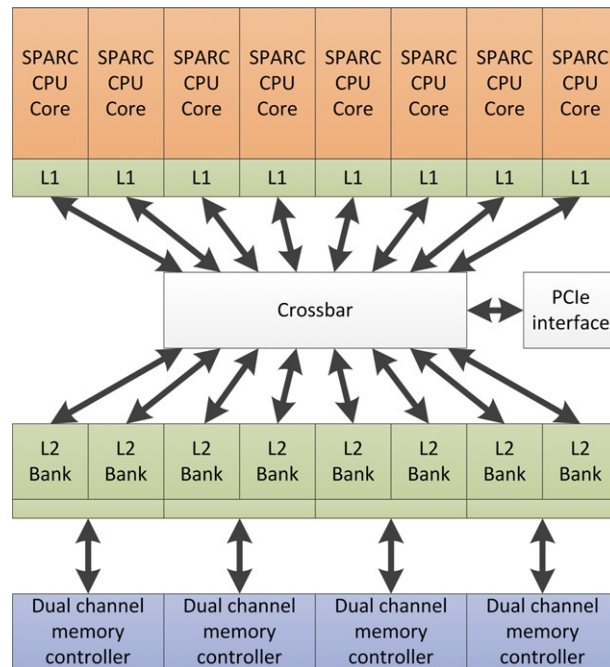 SPARC CPU Core SPARC CPU Core SPARC CPU Core SPARC CPU Core SPARC CPU Core SPARC CPU Core SPARC CPU Core SPARC CPU Core
L1 L1 L1 L1 L1 L1 L1 L1
Crossbar
PCIe
interface
L2 Bank L2 Bank L2 Bank L2 Bank L2 Bank L2 Bank L2 Bank L2 Bank
Dual channel memory controller Dual channel memory controller Dual channel memory controller Dual channel memory controller